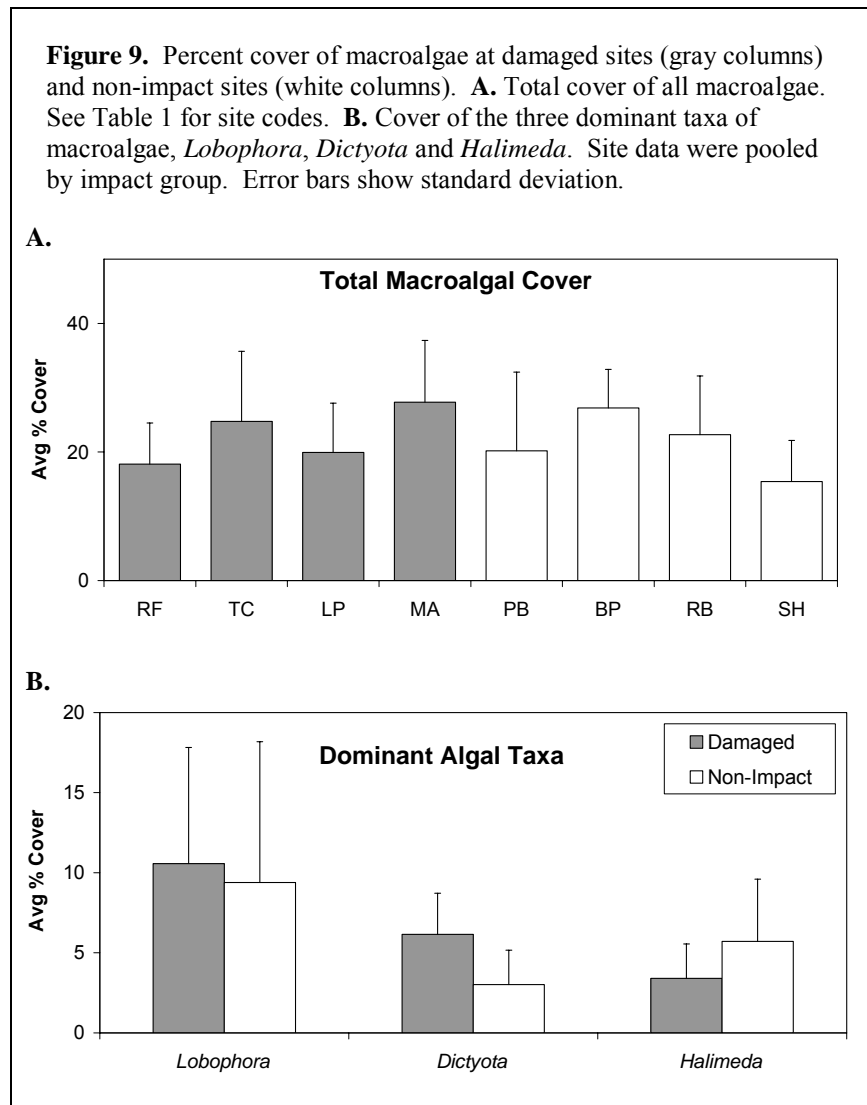 Figure 9. Percent cover of macroalgae at damaged sites (gray columns)
and non-impact sites (white columns). A. Total cover of all macroalgae.
See Table 1 for site codes. B. Cover of the three dominant taxa of
macroalgae, Lobophora, Dictyota and Halimeda. Site data were pooled
by impact group. Error bars show standard deviation.
A.
Total Macroalgal Cover
Avg % Cover
40
20
0
RF TC LP MA PB BP RB SH
B.
Dominant Algal Taxa
Damaged
Non-Impact
Avg % Cover
20
15
10
5
0
Lobophora Dictyota Halimeda